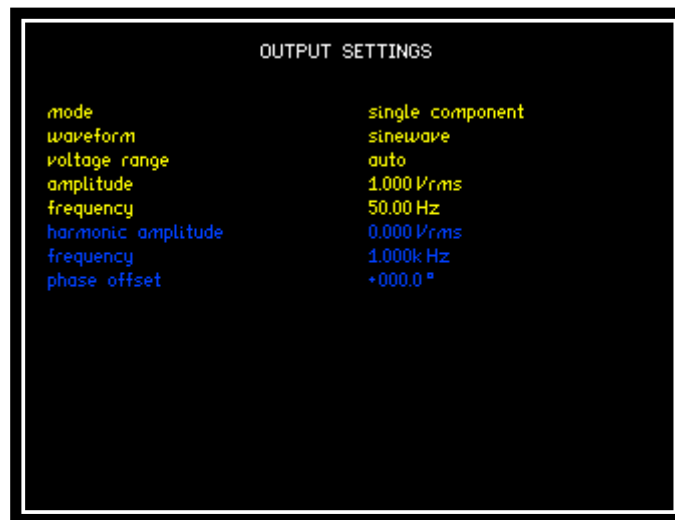 OUTPUT SETTINGS
mode single component
waveform sinewave
voltage range auto
amplitude 1.000 Vrms
frequency 50.00 Hz
harmonic amplitude 0.000 Vrms
frequency 1.000k Hz
phase offset +000.0 °